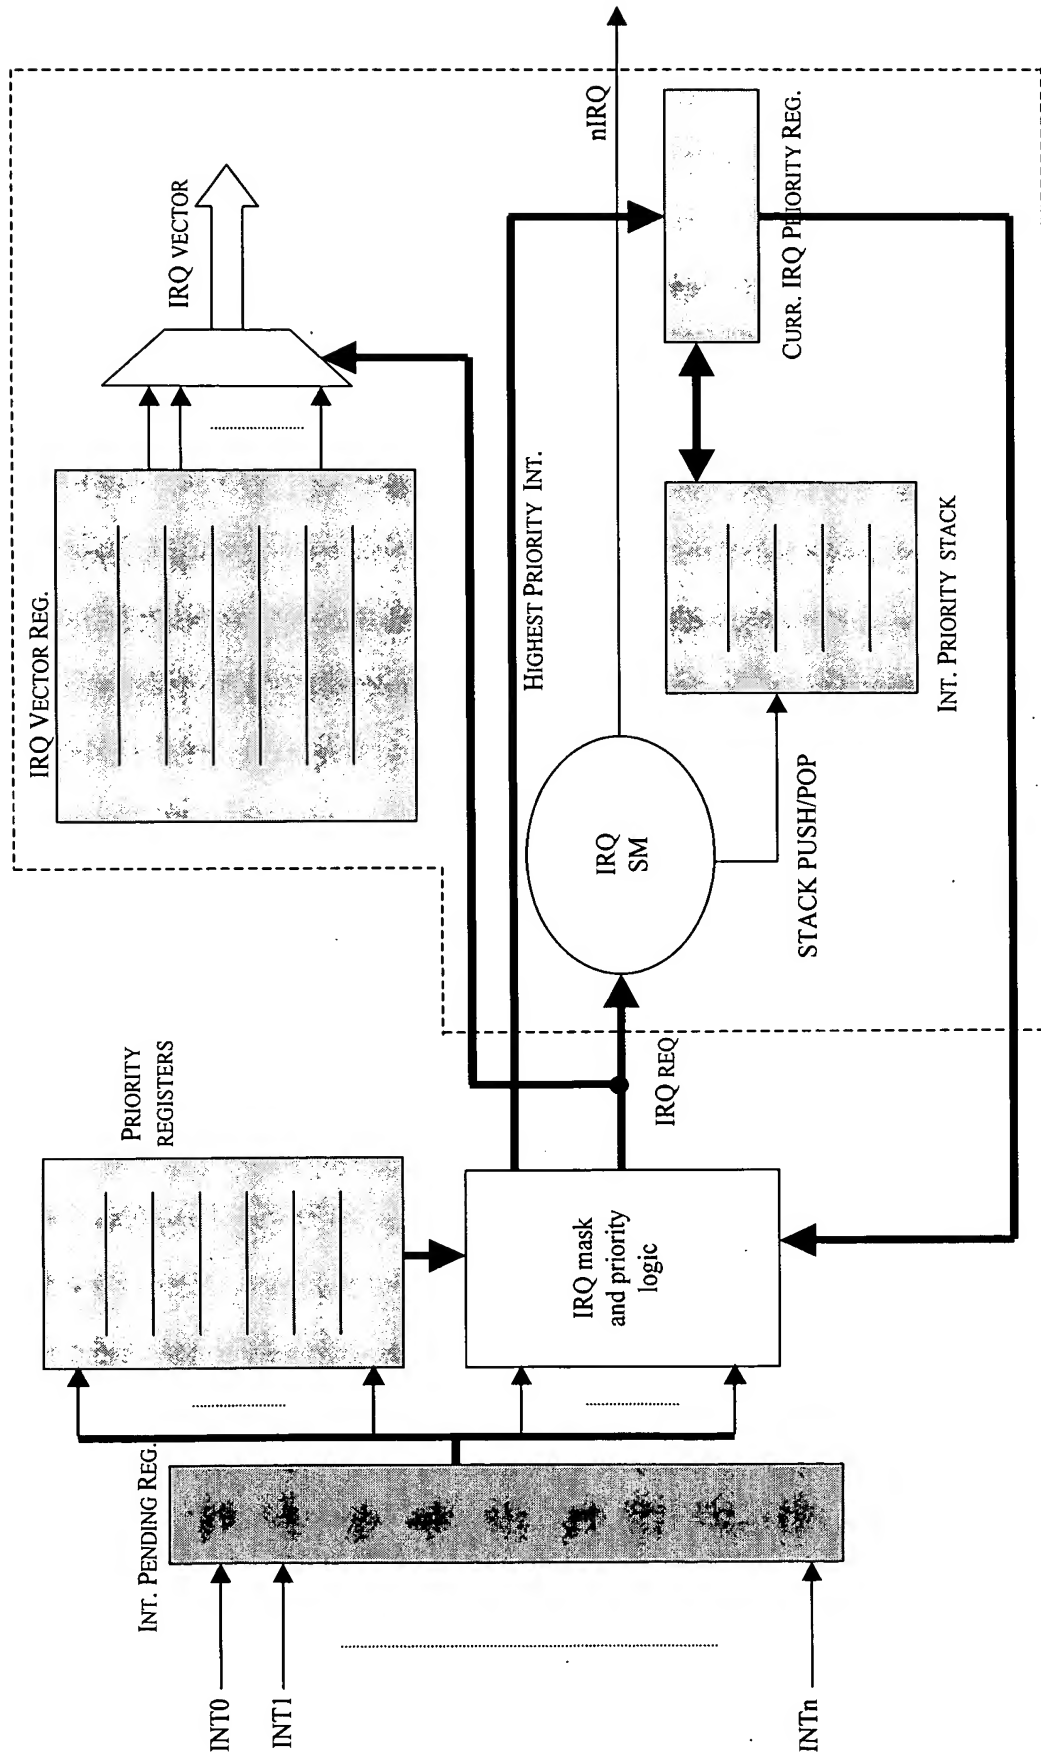 INT0
INT1
INTn
INT. PENDING REG.
PRIORITY
REGISTERS
IRQ mask
and priority
logic
IRQ REQ
IRQ VECTOR REG.
IRQ VECTOR
HIGHEST PRIORITY INT.
IRQ
SM
nIRQ
STACK PUSH/POP
INT. PRIORITY STACK
CURR. IRQ PRIORITY REG.